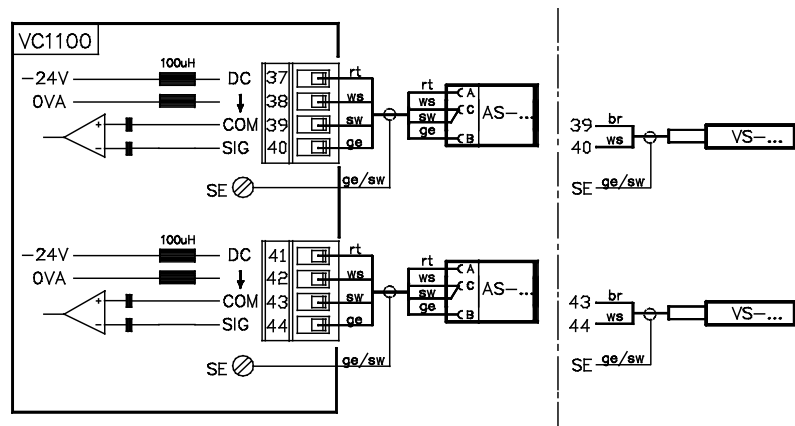 VC1100
100uH
-24V DC 37 rt
0VA 38 ws
COM 39 sw
SIG 40 ge
SE ge/sw
rt A
ws C
sw AS-...
ge B
39 br
40 ws VS-...
SE ge/sw
100uH
-24V DC 41 rt
0VA 42 ws
COM 43 sw
SIG 44 ge
SE ge/sw
rt A
ws C
sw AS-...
ge B
43 br
44 ws VS-...
SE ge/sw